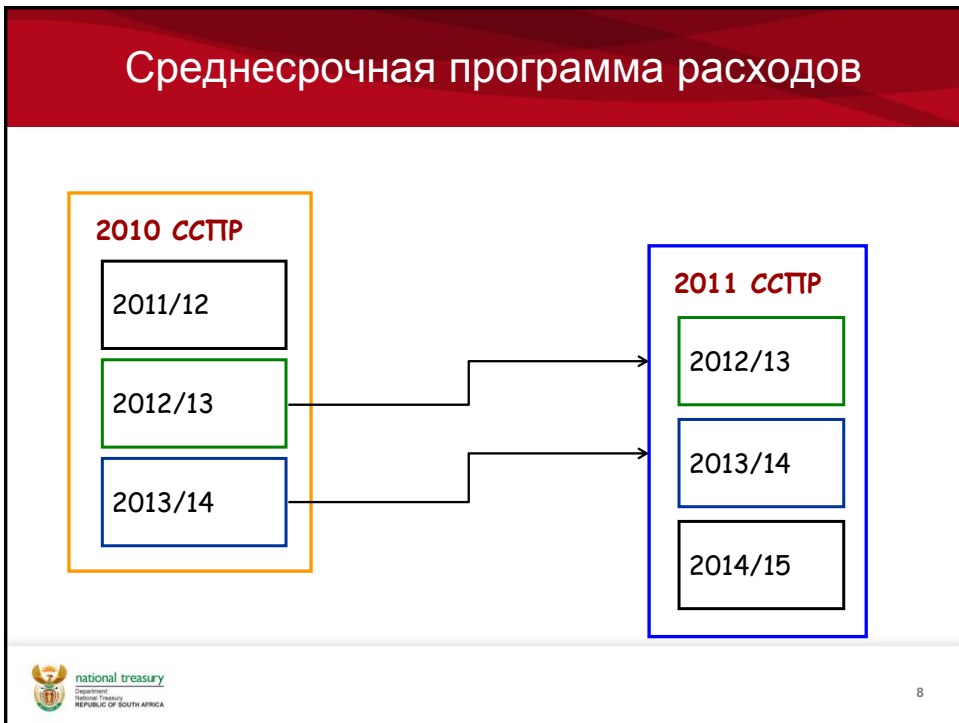 Среднесрочная программа расходов
2010 ССПР
2011/12
2012/13
2013/14
2011 ССПР
2012/13
2013/14
2014/15
national treasury
Department
National Treasury
REPUBLIC OF SOUTH AFRICA
8